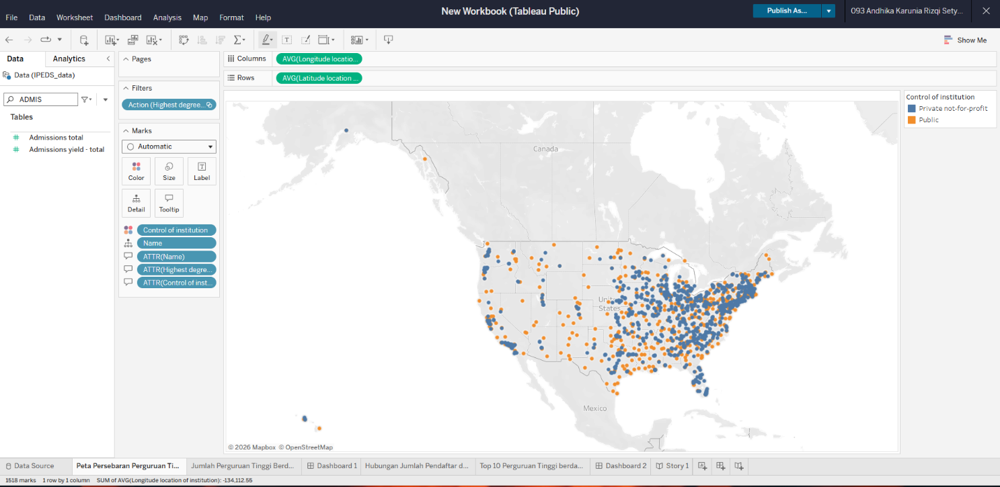 New Workbook (Tableau Public)
Publish As...
093 Andhika Karunia Rizqi Sety...
File Data Worksheet Dashboard Analysis Map Format Help
Show Me
Data Analytics
Data (IPEDS_data)
ADMIS
Tables
# Admissions total
# Admissions yield - total
Pages
Filters
Action (Highest degree...
Marks
Automatic
Color Size Label
Detail Tooltip
Control of institution
Name
ATTR(Name)
ATTR(Highest degre...
ATTR(Control of inst...
Columns AVG(Longitude locatio...
Rows AVG(Latitude location ...
Canada
United
States
Mexico
© 2026 Mapbox © OpenStreetMap
Control of institution
Private not-for-profit
Public
Data Source Peta Persebaran Perguruan Ti... Jumlah Perguruan Tinggi Berd... Dashboard 1 Hubungan Jumlah Pendaftar d... Top 10 Perguruan Tinggi berda... Dashboard 2 Story 1
1518 marks 1 row by 1 column SUM of AVG(Longitude location of institution): -134,112.55